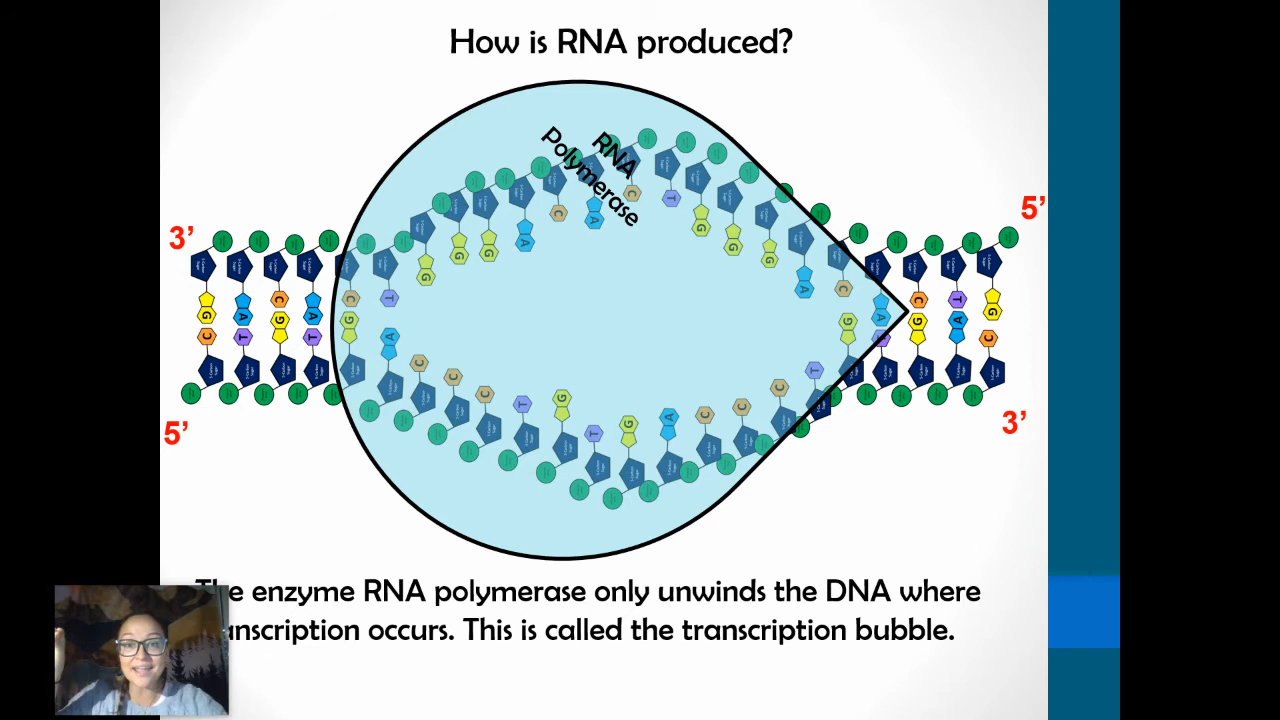 How is RNA produced?
RNA
Polymerase
3’
5’
G A C A C T G G G A C A C T G G G A C A C T G
C T G T G A C C C T G T G A C C C T G T G A C
5’
3’
The enzyme RNA polymerase only unwinds the DNA where
transcription occurs. This is called the transcription bubble.